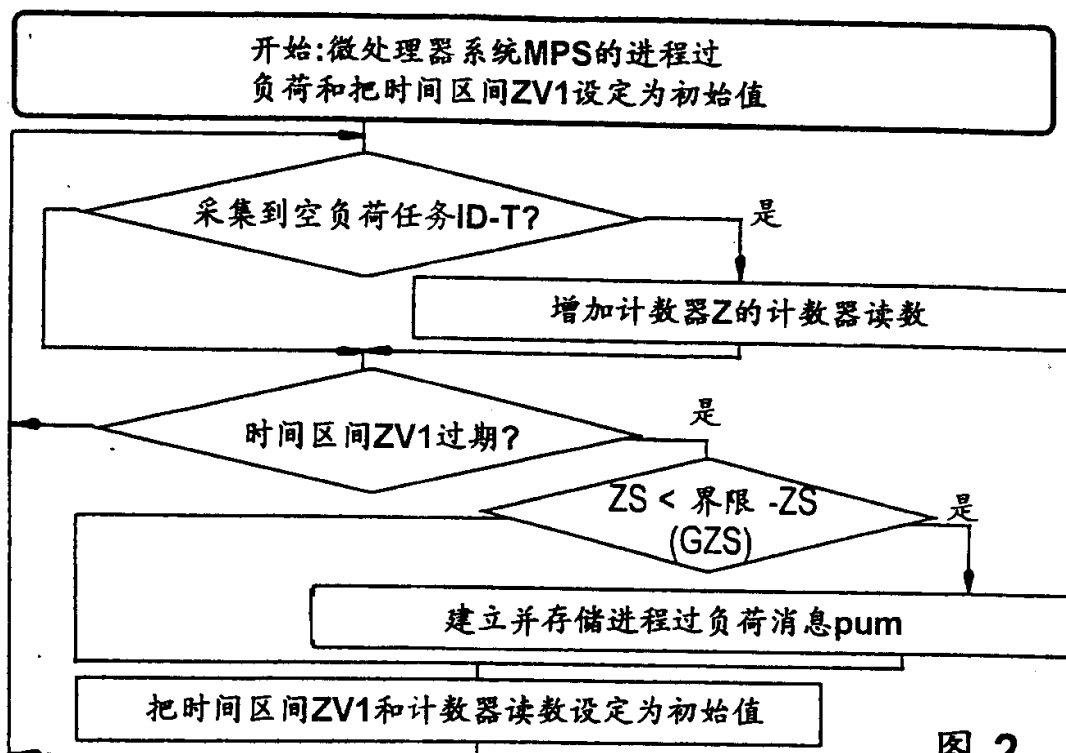 开始:微处理器系统MPS的进程过
负荷和把时间区间ZV1设定为初始值
采集到空负荷任务ID-T?
是
增加计数器Z的计数器读数
时间区间ZV1过期?
是
ZS < 界限 -ZS
(GZS)
是
建立并存储进程过负荷消息pum
把时间区间ZV1和计数器读数设定为初始值
图 2